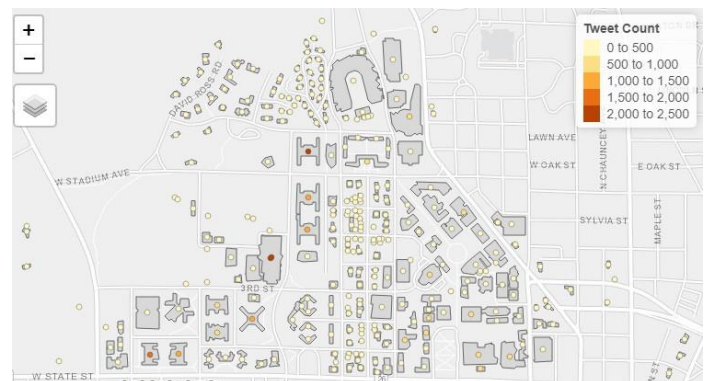 +
−
Tweet Count
0 to 500
500 to 1,000
1,000 to 1,500
1,500 to 2,000
2,000 to 2,500
DAVID ROSS RD
LAWN AVE
W OAK ST
E OAK ST
N CHAUNCEY
W STADIUM AVE
SYLVIA ST
MAPLE ST
3RD ST
W STATE ST